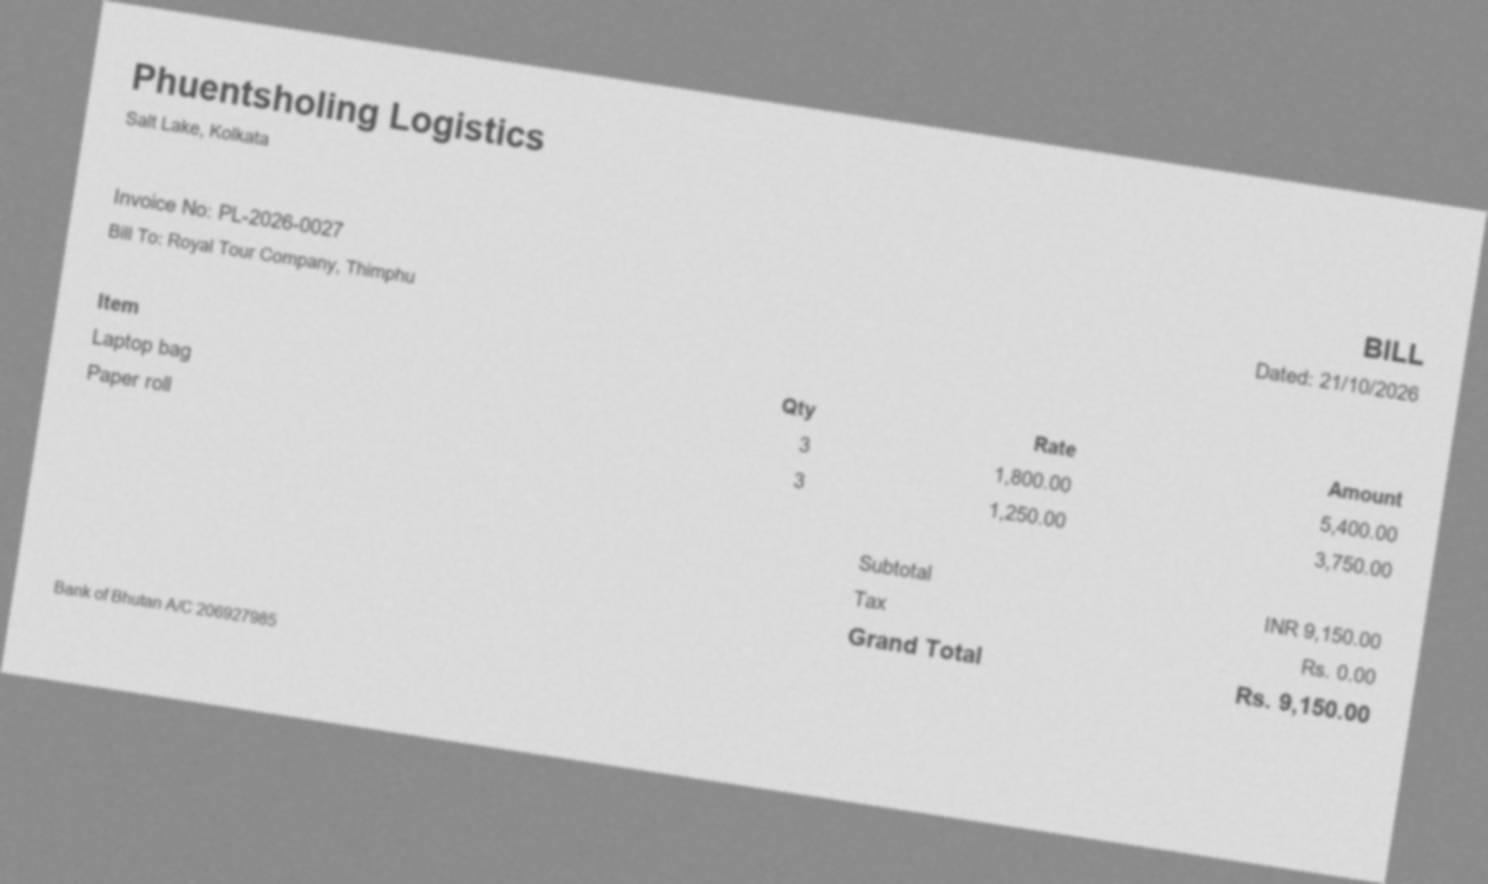 Phuentsholing Logistics
Salt Lake, Kolkata
BILL
Invoice No: PL-2026-0027
Dated: 21/10/2026
Bill To: Royal Tour Company, Thimphu
Item Qty Rate Amount
Laptop bag 3 1,800.00 5,400.00
Paper roll 3 1,250.00 3,750.00
Subtotal INR 9,150.00
Tax Rs. 0.00
Grand Total Rs. 9,150.00
Bank of Bhutan A/C 206927985